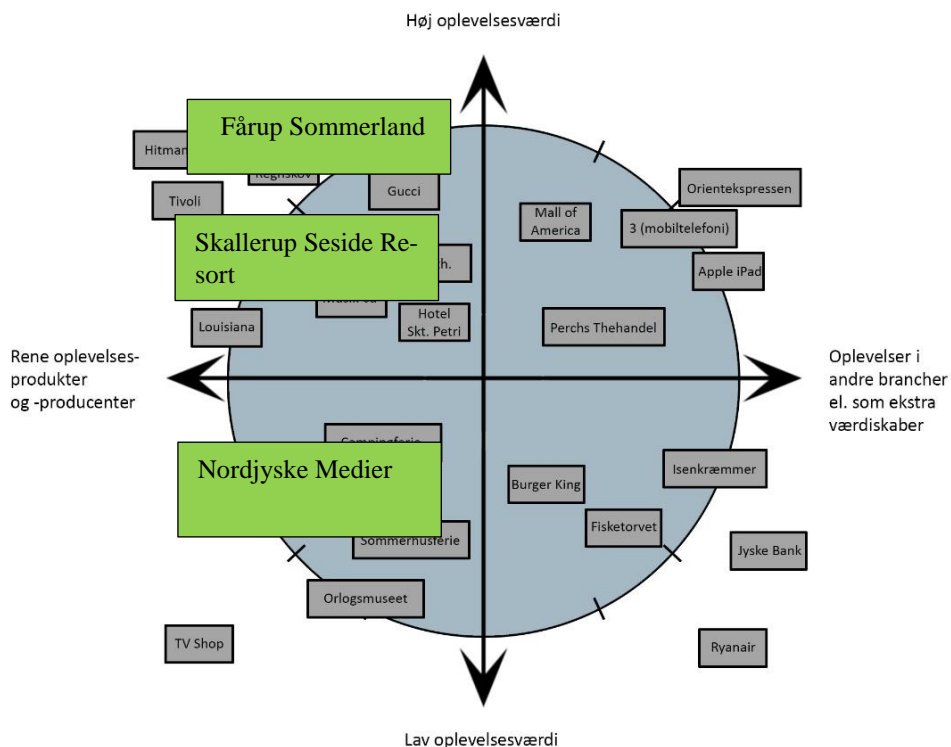 Høj oplevelsesværdi
Fårup Sommerland
Hitman
Regnskov
Gucci
Tivoli
Orientekspressen
Mall of
America
3 (mobiltelefoni)
Skallerup Seside Re-
sort
Apple iPad
Hotel
Skt. Petri
Louisiana
Perchs Thehandel
Rene oplevelses-
produkter
og -producenter
Oplevelser i
andre brancher
el. som ekstra
værdiskaber
Campingferie
Nordjyske Medier
Isenkræmmer
Burger King
Fisketorvet
Sommerhusferie
Jyske Bank
Orlogsmuseet
TV Shop
Ryanair
Lav oplevelsesværdi